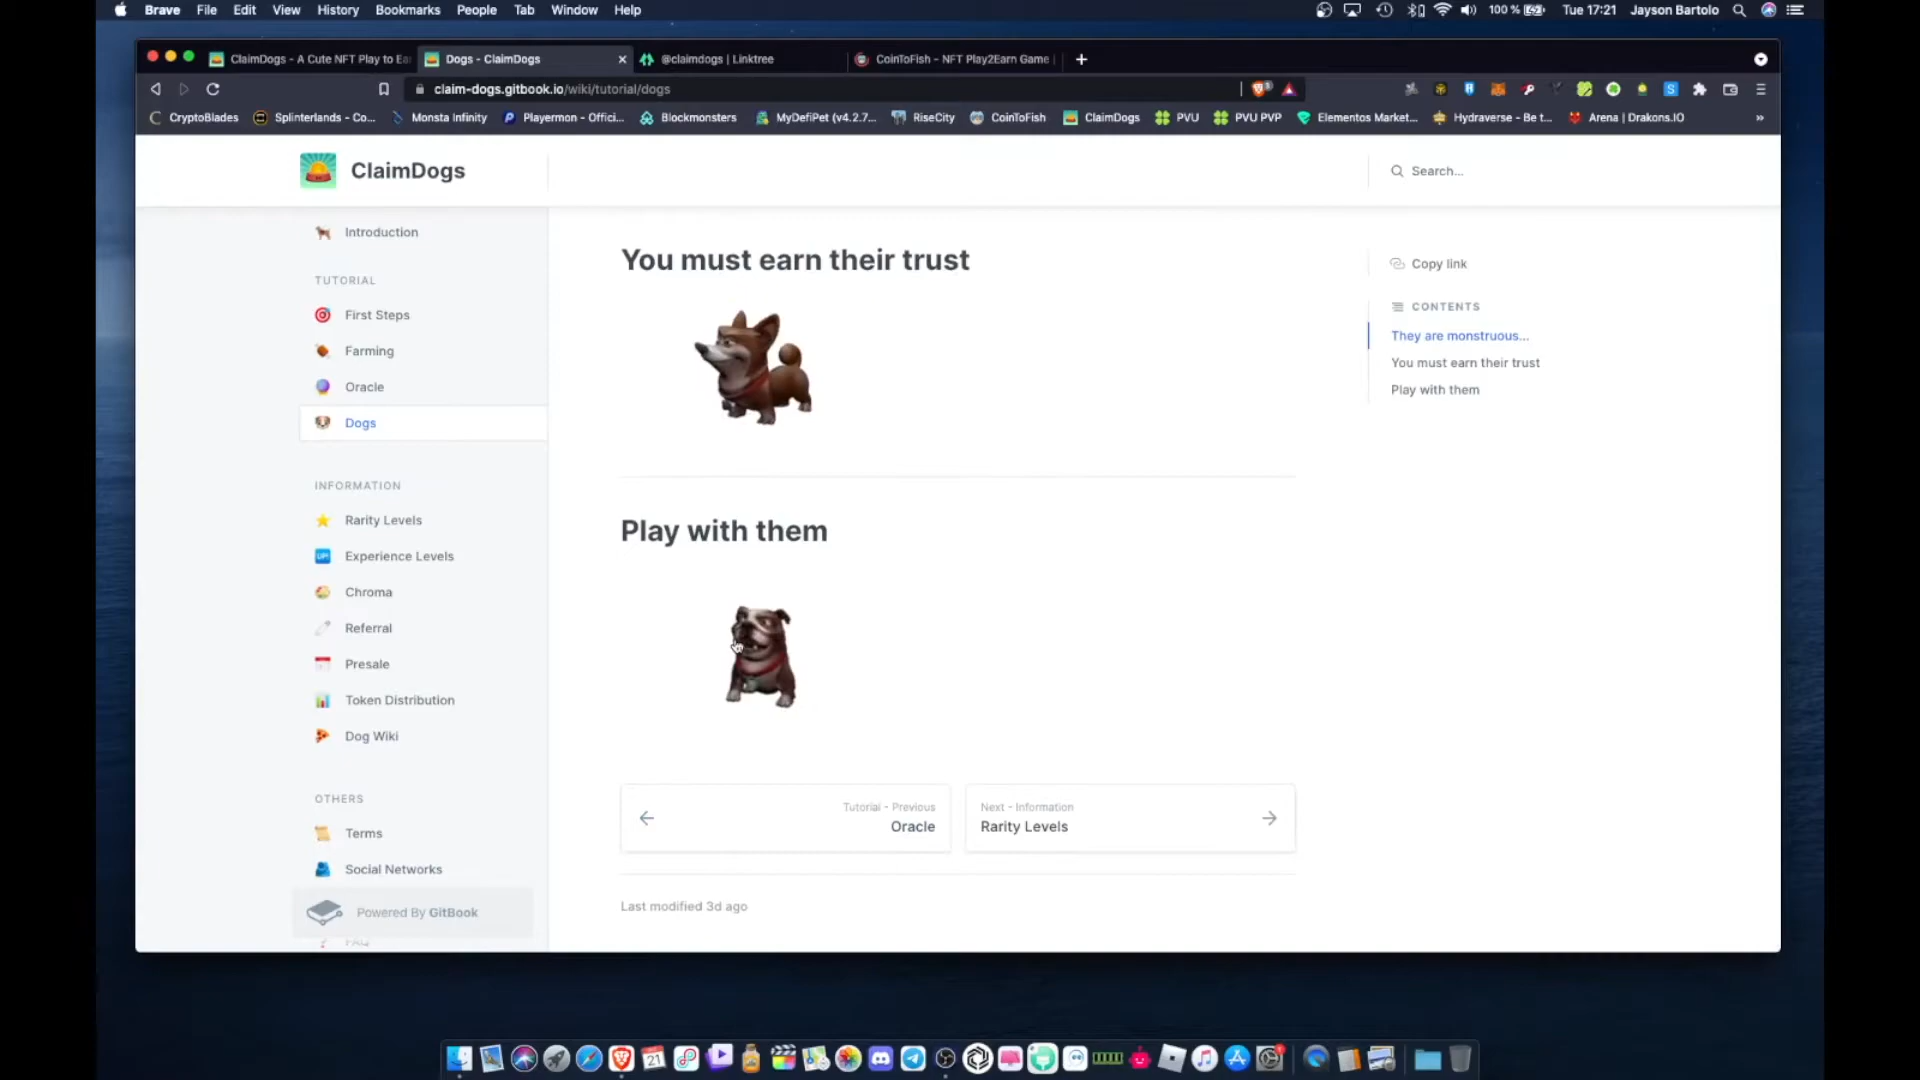 Brave File Edit View History Bookmarks People Tab Window Help
100 % Tue 17:21 Jayson Bartolo
ClaimDogs - A Cute NFT Play to Ea
Dogs - ClaimDogs
@claimdogs | Linktree
CoinToFish - NFT Play2Earn Game
claim-dogs.gitbook.io/wiki/tutorial/dogs
CryptoBlades Splinterlands - Co... Monsta Infinity Playermon - Offici... Blockmonsters MyDefiPet (v4.2.7... RiseCity CoinToFish ClaimDogs PVU PVU PVP Elementos Market... Hydraverse - Be t... Arena | Drakons.IO »
ClaimDogs
Search...
Introduction
TUTORIAL
First Steps
Farming
Oracle
Dogs
INFORMATION
Rarity Levels
Experience Levels
Chroma
Referral
Presale
Token Distribution
Dog Wiki
OTHERS
Terms
Social Networks
Powered By GitBook
FAQ
You must earn their trust
Play with them
Tutorial - Previous
Oracle
Next - Information
Rarity Levels
Last modified 3d ago
Copy link
CONTENTS
They are monstruous...
You must earn their trust
Play with them
21